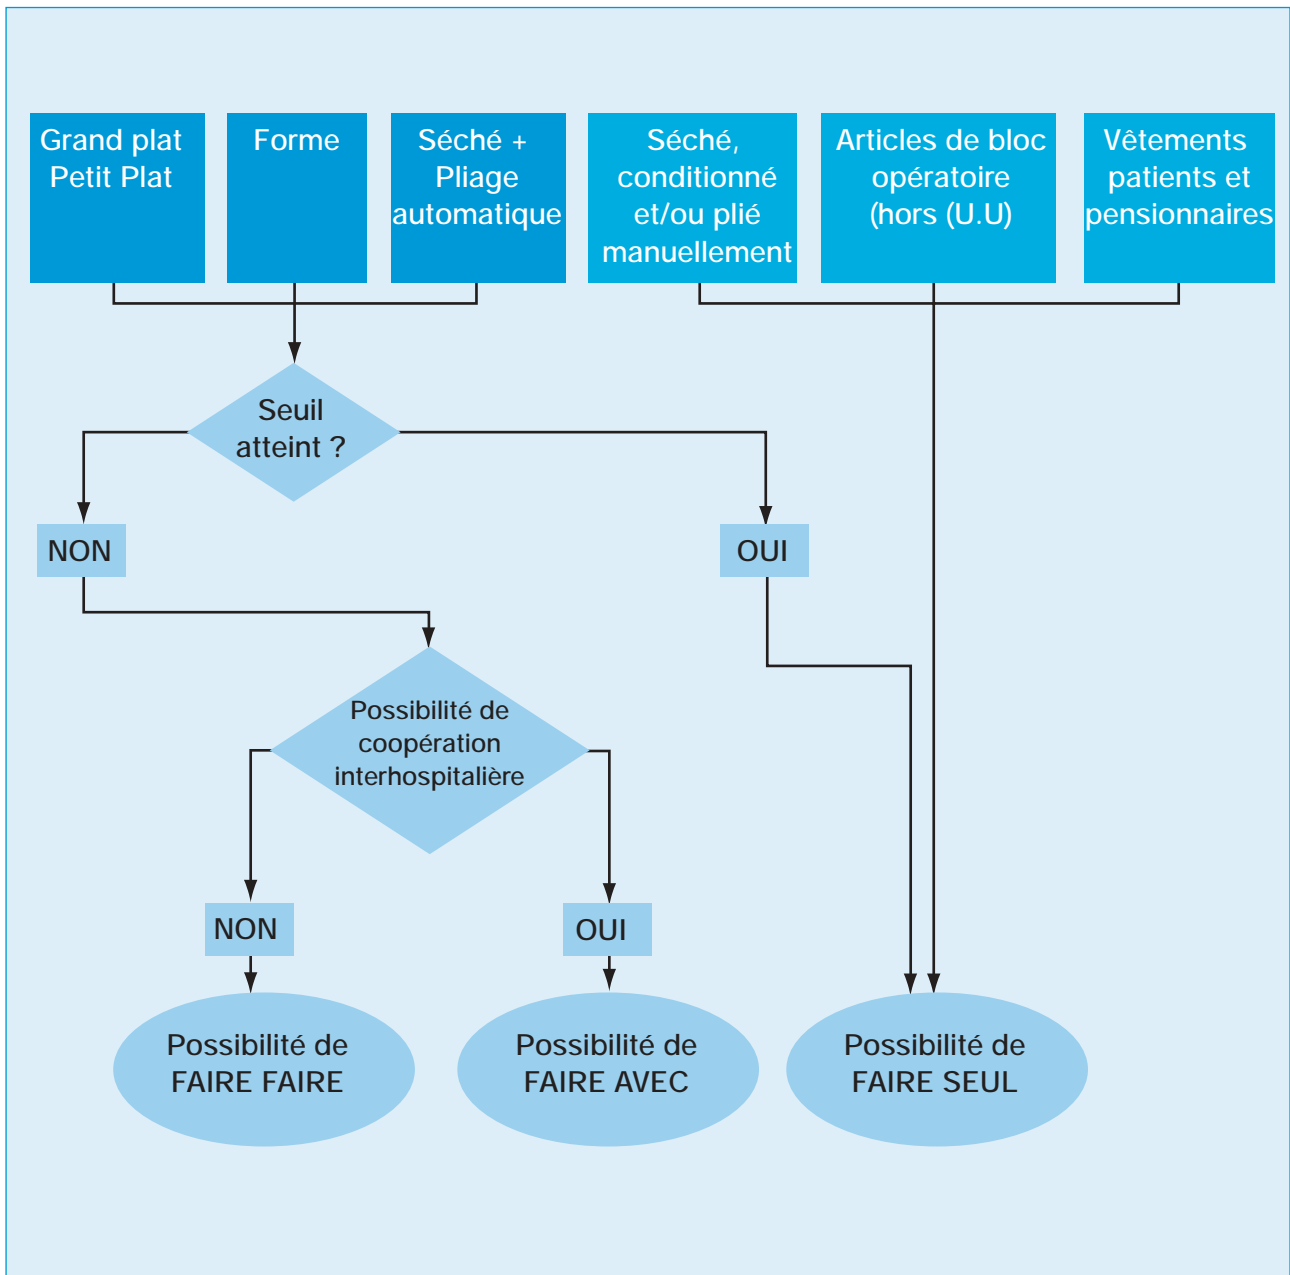 Grand plat
Petit Plat
Forme
Séché +
Pliage
automatique
Séché,
conditionné
et/ou plié
manuellement
Articles de bloc
opératoire
(hors (U.U)
Vêtements
patients et
pensionnaires
Seuil
atteint ?
NON
OUI
Possibilité de
coopération
interhospitalière
NON
OUI
Possibilité de
FAIRE FAIRE
Possibilité de
FAIRE AVEC
Possibilité de
FAIRE SEUL